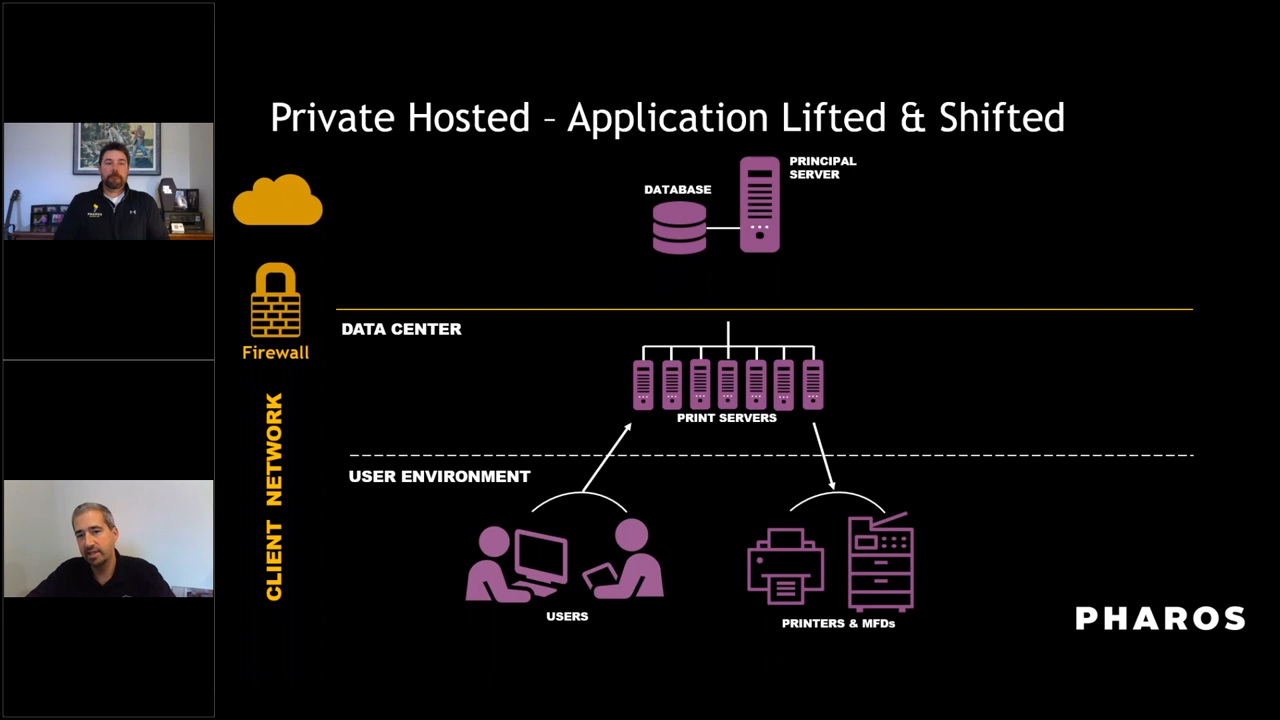 Private Hosted – Application Lifted & Shifted
PRINCIPAL
SERVER
DATABASE
Firewall
DATA CENTER
PRINT SERVERS
CLIENT NETWORK
USER ENVIRONMENT
USERS
PRINTERS & MFDs
PHAROS
PHAROS